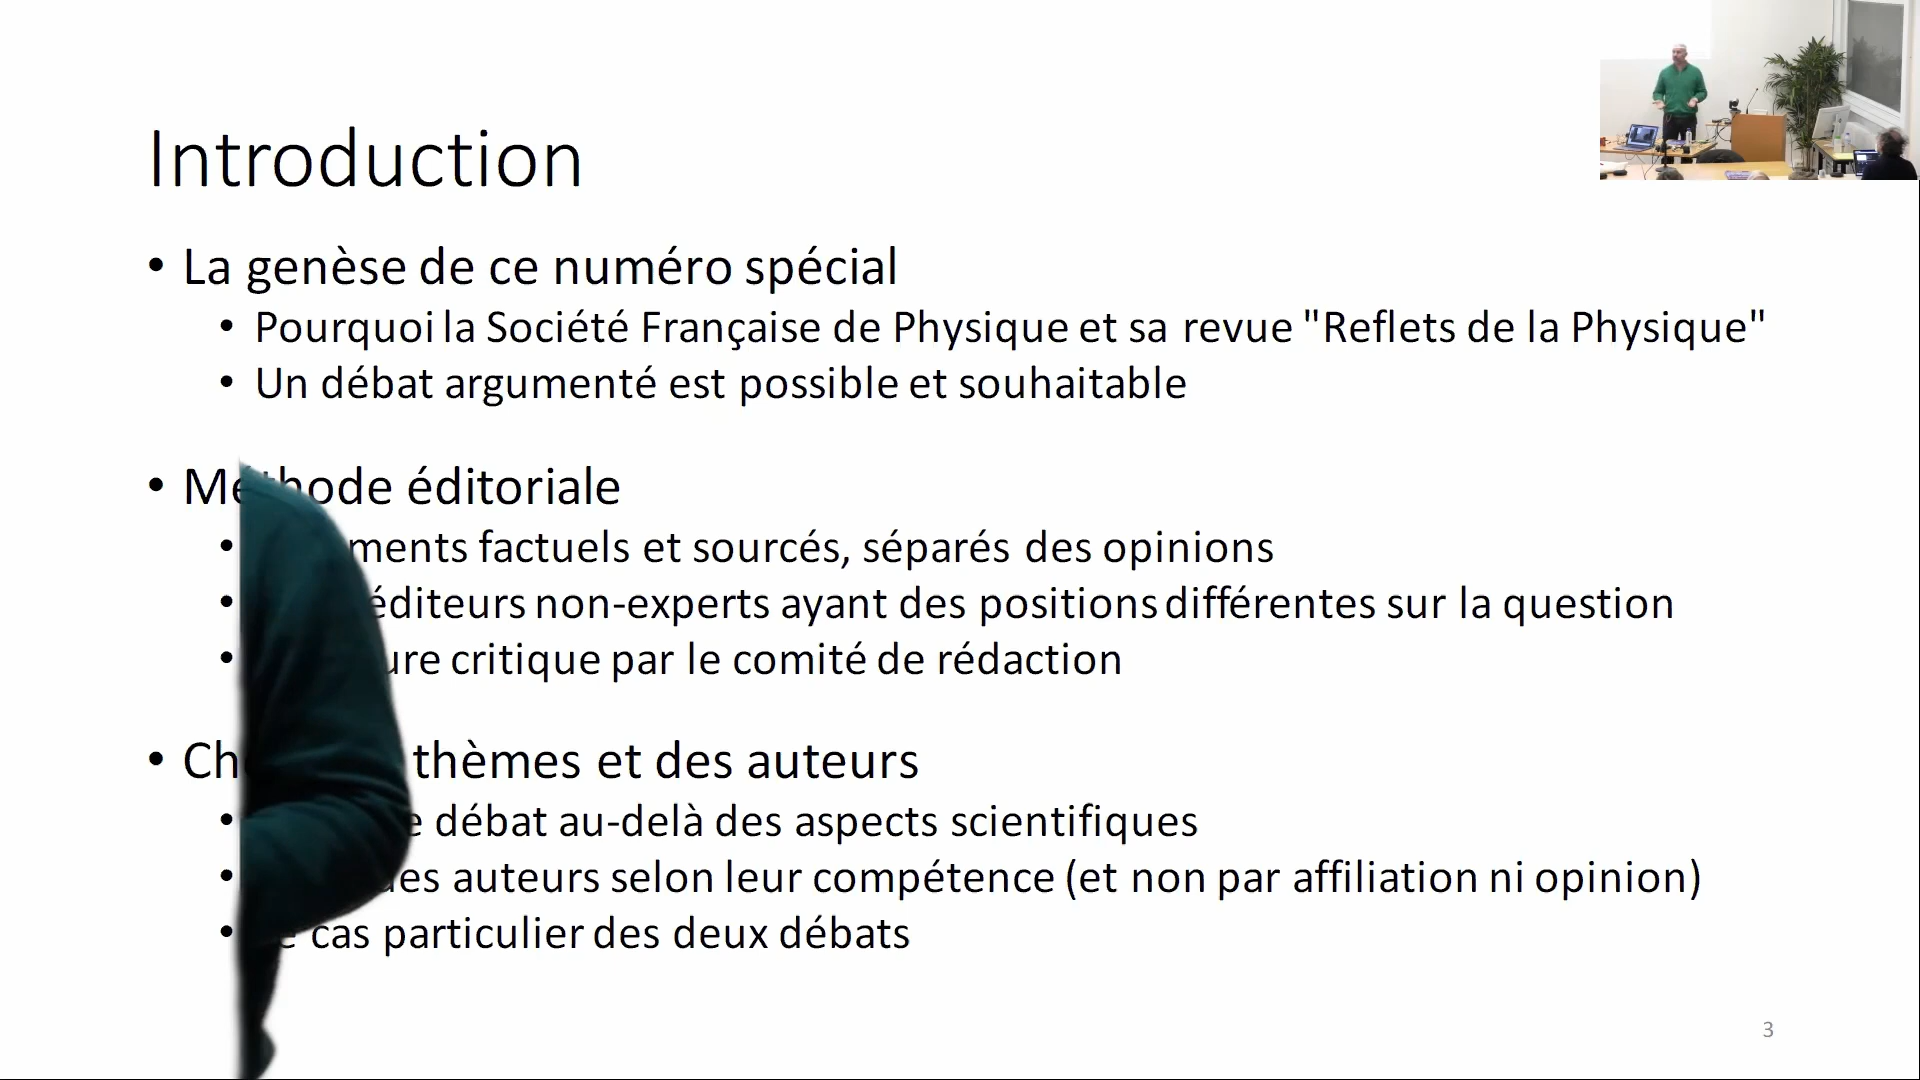 Introduction
• La genèse de ce numéro spécial
• Pourquoi la Société Française de Physique et sa revue "Reflets de la Physique"
• Un débat argumenté est possible et souhaitable
• Méthode éditoriale
• factuels et sourcés, séparés des opinions
• éditeurs non-experts ayant des positions différentes sur la question
• critique par le comité de rédaction
• thèmes et des auteurs
• débat au-delà des aspects scientifiques
• des auteurs selon leur compétence (et non par affiliation ni opinion)
• cas particulier des deux débats
3